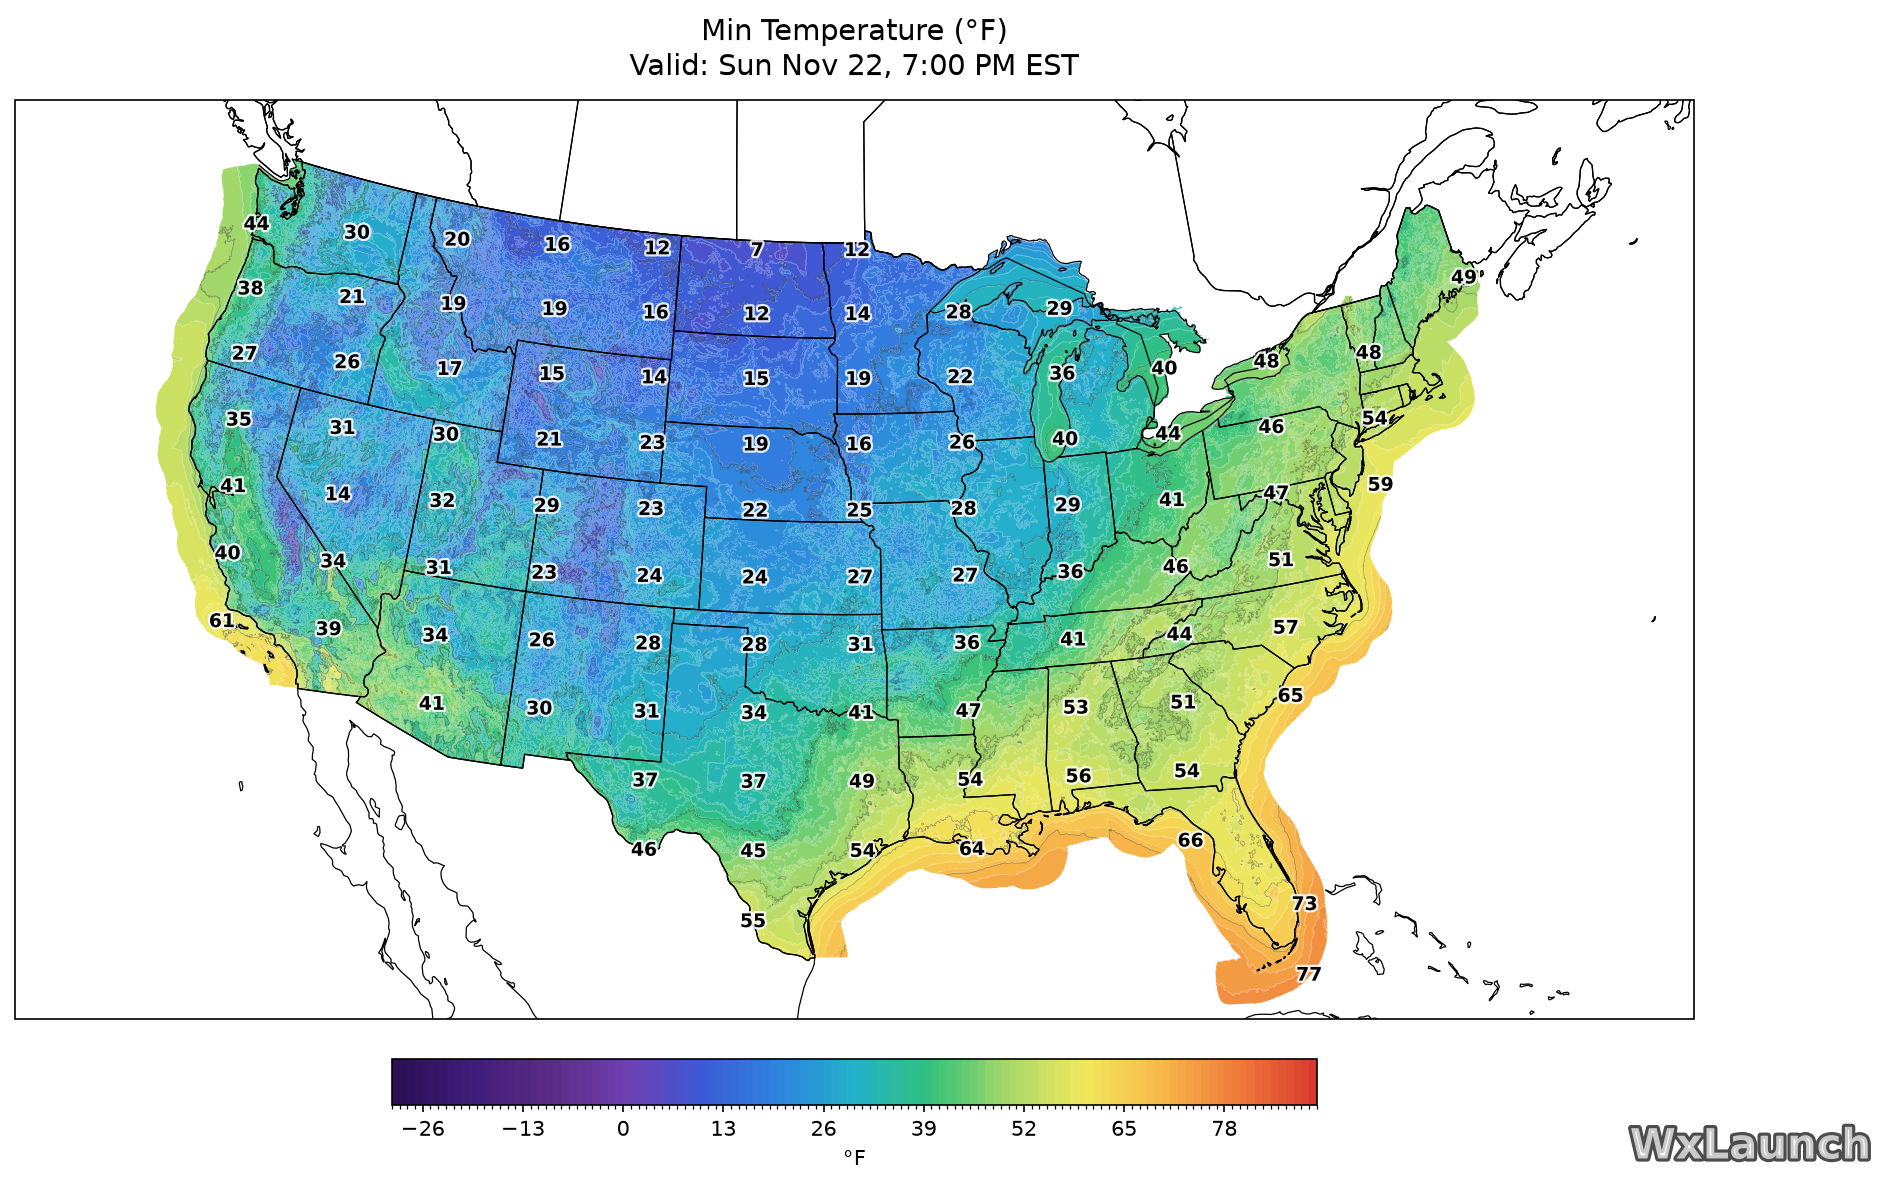 Min Temperature (°F)
Valid: Sun Nov 22, 7:00 PM EST
44 30 20 16 12 7 12
49
38 21 19 19 16 12 14 28 29
27 26 17 15 14 15 19 22 36 40 48 48
35 31 30 21 23 19 16 26 40 44 46 54
41 14 32 29 23 22 25 28 29 41 47 59
40 34 31 23 24 24 27 27 36 46 51
61 39 34 26 28 28 31 36 41 44 57
41 30 31 34 41 47 53 51 65
37 37 49 54 56 54
46 45 54 64 66
55 73
77
−26 −13 0 13 26 39 52 65 78
°F
WxLaunch